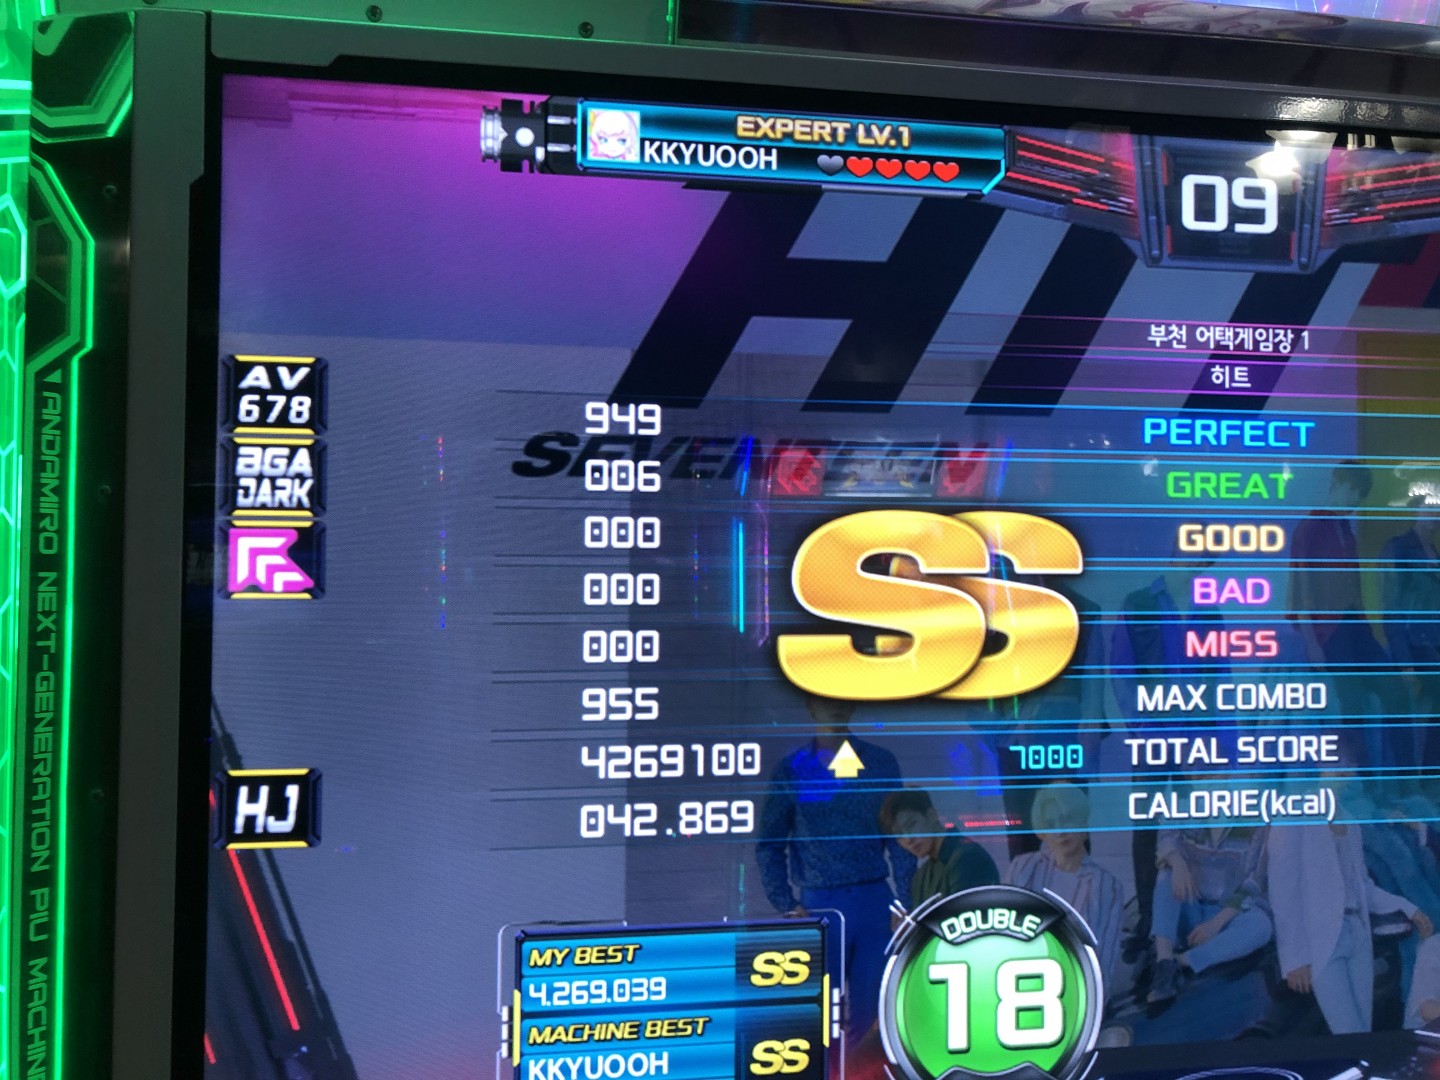 EXPERT LV.1
KKYUOOH
09
HIT
SEVENTEEN
부천 어택게임장 1
히트
AV
678
BGA
DARK
HJ
949 PERFECT
006 GREAT
000 GOOD
000 BAD
000 MISS
955 MAX COMBO
4269100 7000 TOTAL SCORE
042.869 CALORIE(kcal)
SS
MY BEST
4.269.039 SS
MACHINE BEST
KKYUOOH SS
DOUBLE
18
ANDAMIRO NEXT-GENERATION PIU MACHINE